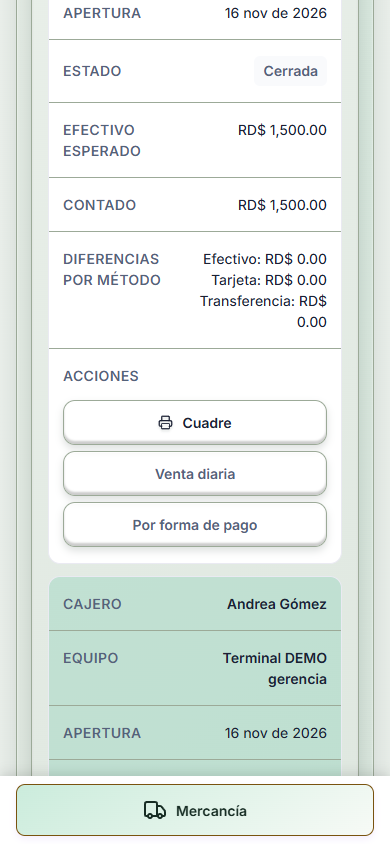 APERTURA 16 nov de 2026
ESTADO Cerrada
EFECTIVO ESPERADO RD$ 1,500.00
CONTADO RD$ 1,500.00
DIFERENCIAS POR MÉTODO
Efectivo: RD$ 0.00
Tarjeta: RD$ 0.00
Transferencia: RD$
0.00
ACCIONES
Cuadre
Venta diaria
Por forma de pago
CAJERO Andrea Gómez
EQUIPO Terminal DEMO
gerencia
APERTURA 16 nov de 2026
Mercancía